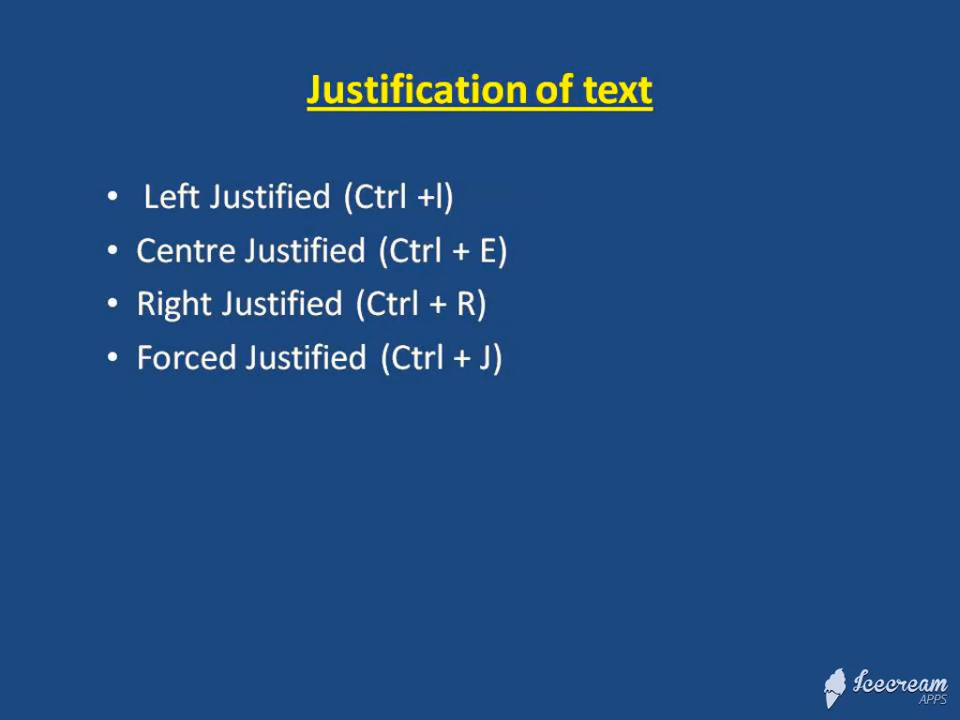 Justification of text
• Left Justified (Ctrl +l)
• Centre Justified (Ctrl + E)
• Right Justified (Ctrl + R)
• Forced Justified (Ctrl + J)
Icecream
APPS